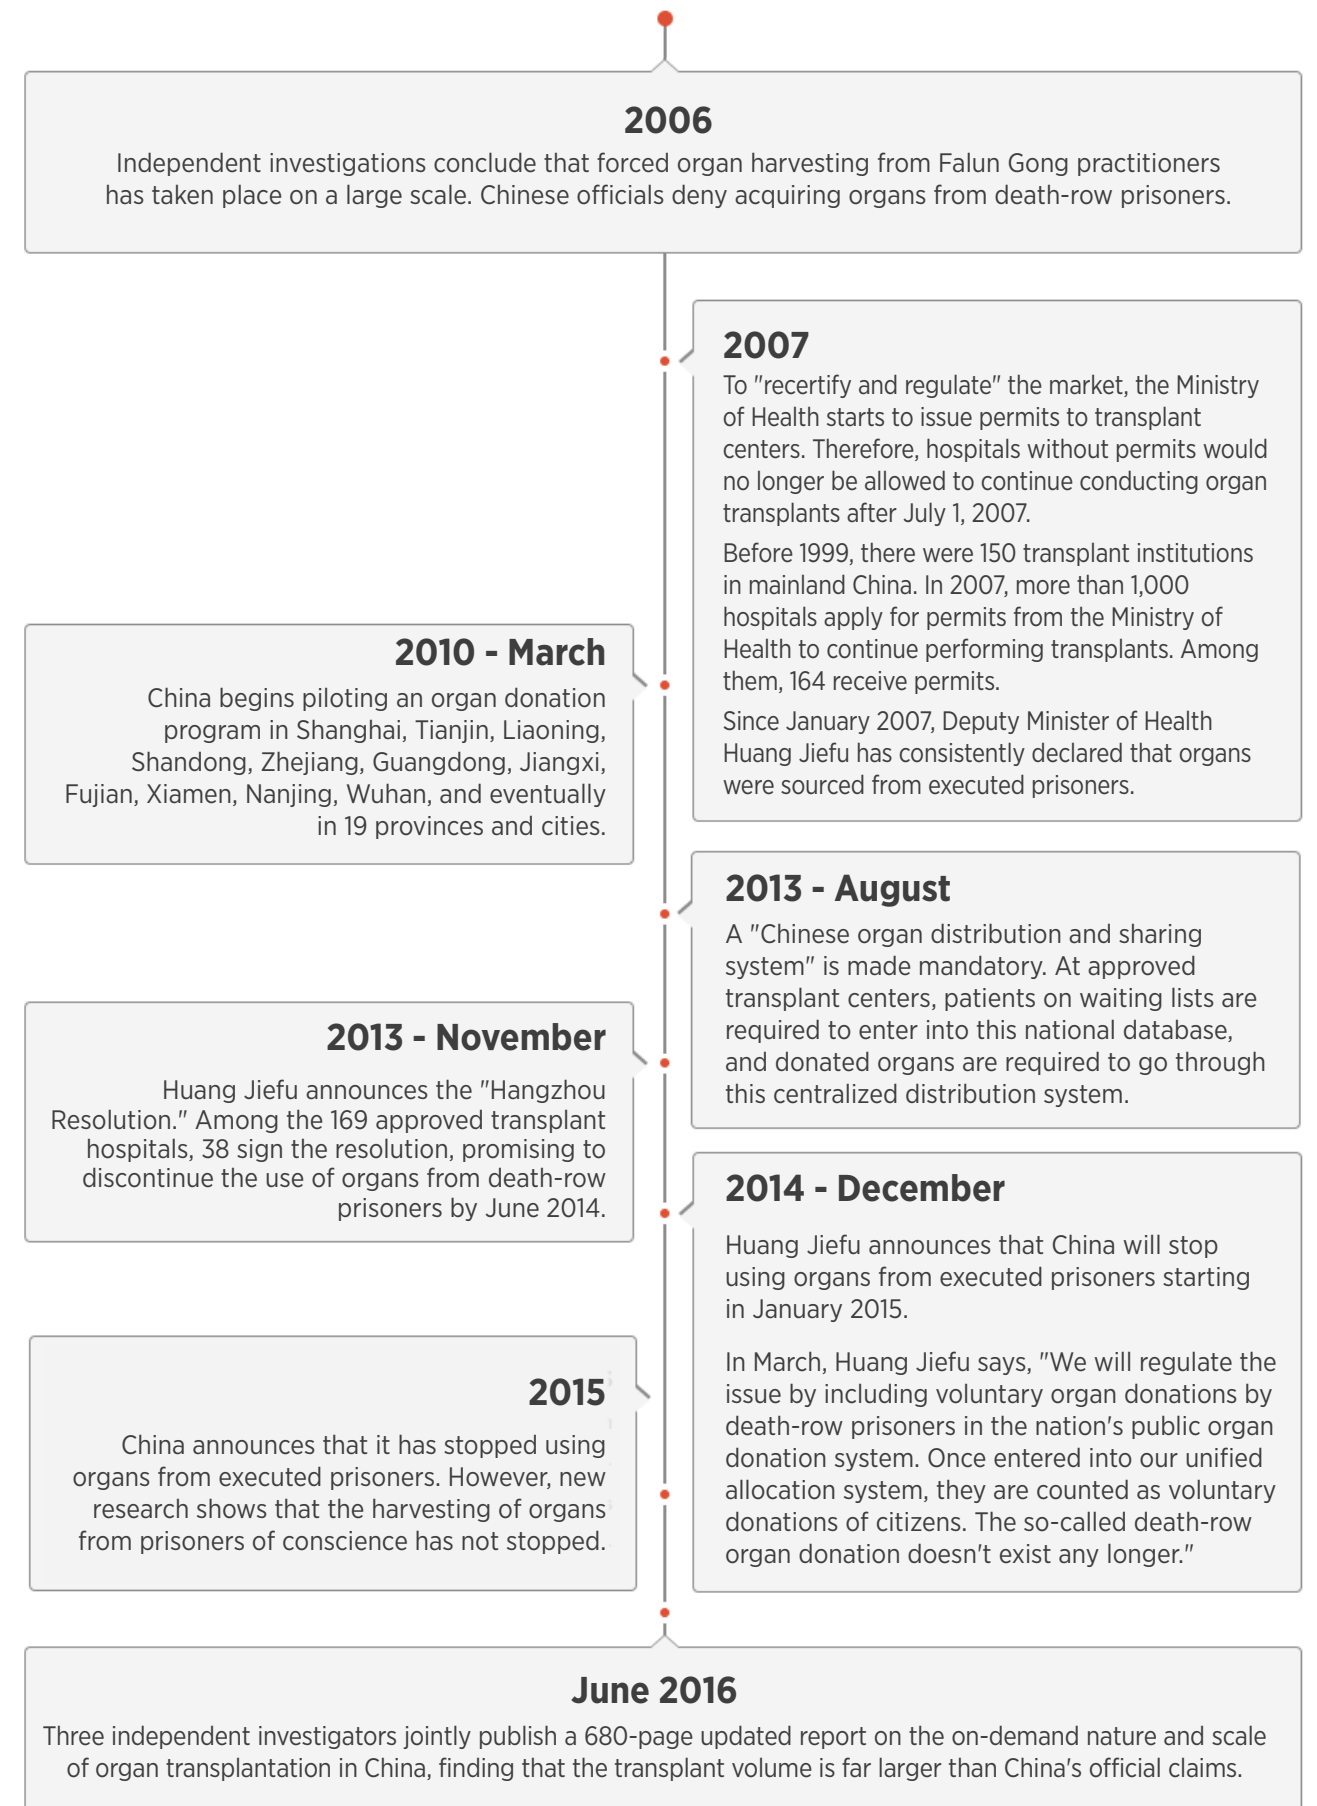 2006
Independent investigations conclude that forced organ harvesting from Falun Gong practitioners
has taken place on a large scale. Chinese officials deny acquiring organs from death-row prisoners.
2007
To "recertify and regulate" the market, the Ministry
of Health starts to issue permits to transplant
centers. Therefore, hospitals without permits would
no longer be allowed to continue conducting organ
transplants after July 1, 2007.
Before 1999, there were 150 transplant institutions
in mainland China. In 2007, more than 1,000
hospitals apply for permits from the Ministry of
Health to continue performing transplants. Among
them, 164 receive permits.
Since January 2007, Deputy Minister of Health
Huang Jiefu has consistently declared that organs
were sourced from executed prisoners.
2010 - March
China begins piloting an organ donation
program in Shanghai, Tianjin, Liaoning,
Shandong, Zhejiang, Guangdong, Jiangxi,
Fujian, Xiamen, Nanjing, Wuhan, and eventually
in 19 provinces and cities.
2013 - August
A "Chinese organ distribution and sharing
system" is made mandatory. At approved
transplant centers, patients on waiting lists are
required to enter into this national database,
and donated organs are required to go through
this centralized distribution system.
2013 - November
Huang Jiefu announces the "Hangzhou
Resolution." Among the 169 approved transplant
hospitals, 38 sign the resolution, promising to
discontinue the use of organs from death-row
prisoners by June 2014.
2014 - December
Huang Jiefu announces that China will stop
using organs from executed prisoners starting
in January 2015.
In March, Huang Jiefu says, "We will regulate the
issue by including voluntary organ donations by
death-row prisoners in the nation's public organ
donation system. Once entered into our unified
allocation system, they are counted as voluntary
donations of citizens. The so-called death-row
organ donation doesn't exist any longer."
2015
China announces that it has stopped using
organs from executed prisoners. However, new
research shows that the harvesting of organs
from prisoners of conscience has not stopped.
June 2016
Three independent investigators jointly publish a 680-page updated report on the on-demand nature and scale
of organ transplantation in China, finding that the transplant volume is far larger than China's official claims.